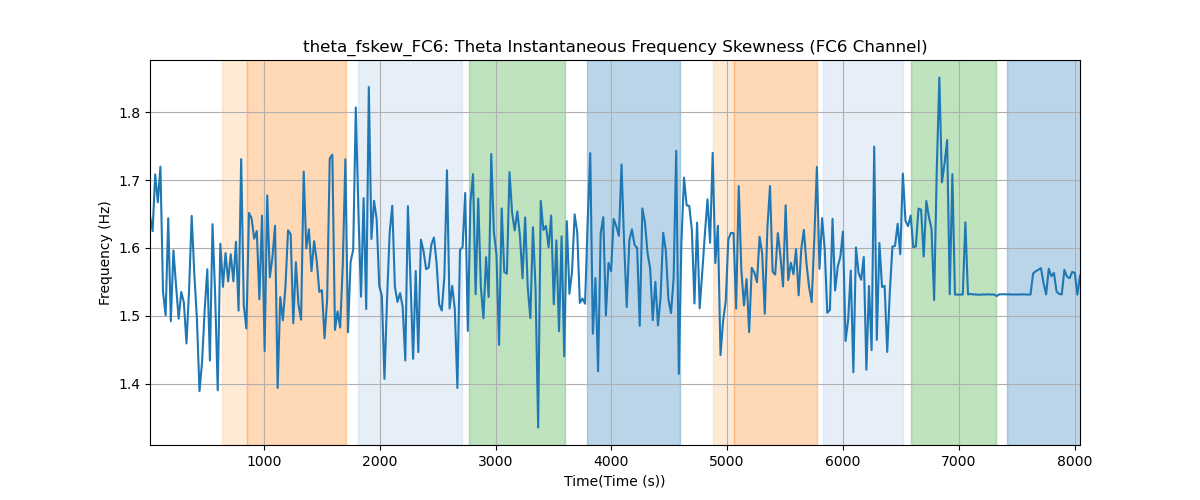 theta_fskew_FC6: Theta Instantaneous Frequency Skewness (FC6 Channel)
Frequency (Hz)
1.8
1.7
1.6
1.5
1.4
1000 2000 3000 4000 5000 6000 7000 8000
Time(Time (s))